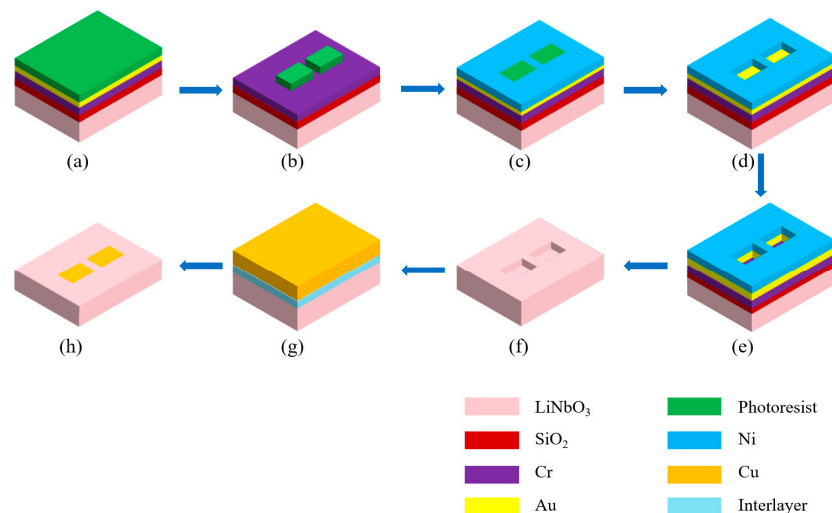 (a)
(b)
(c)
(d)
(h)
(g)
(f)
(e)
LiNbO₃ Photoresist
SiO₂ Ni
Cr Cu
Au Interlayer